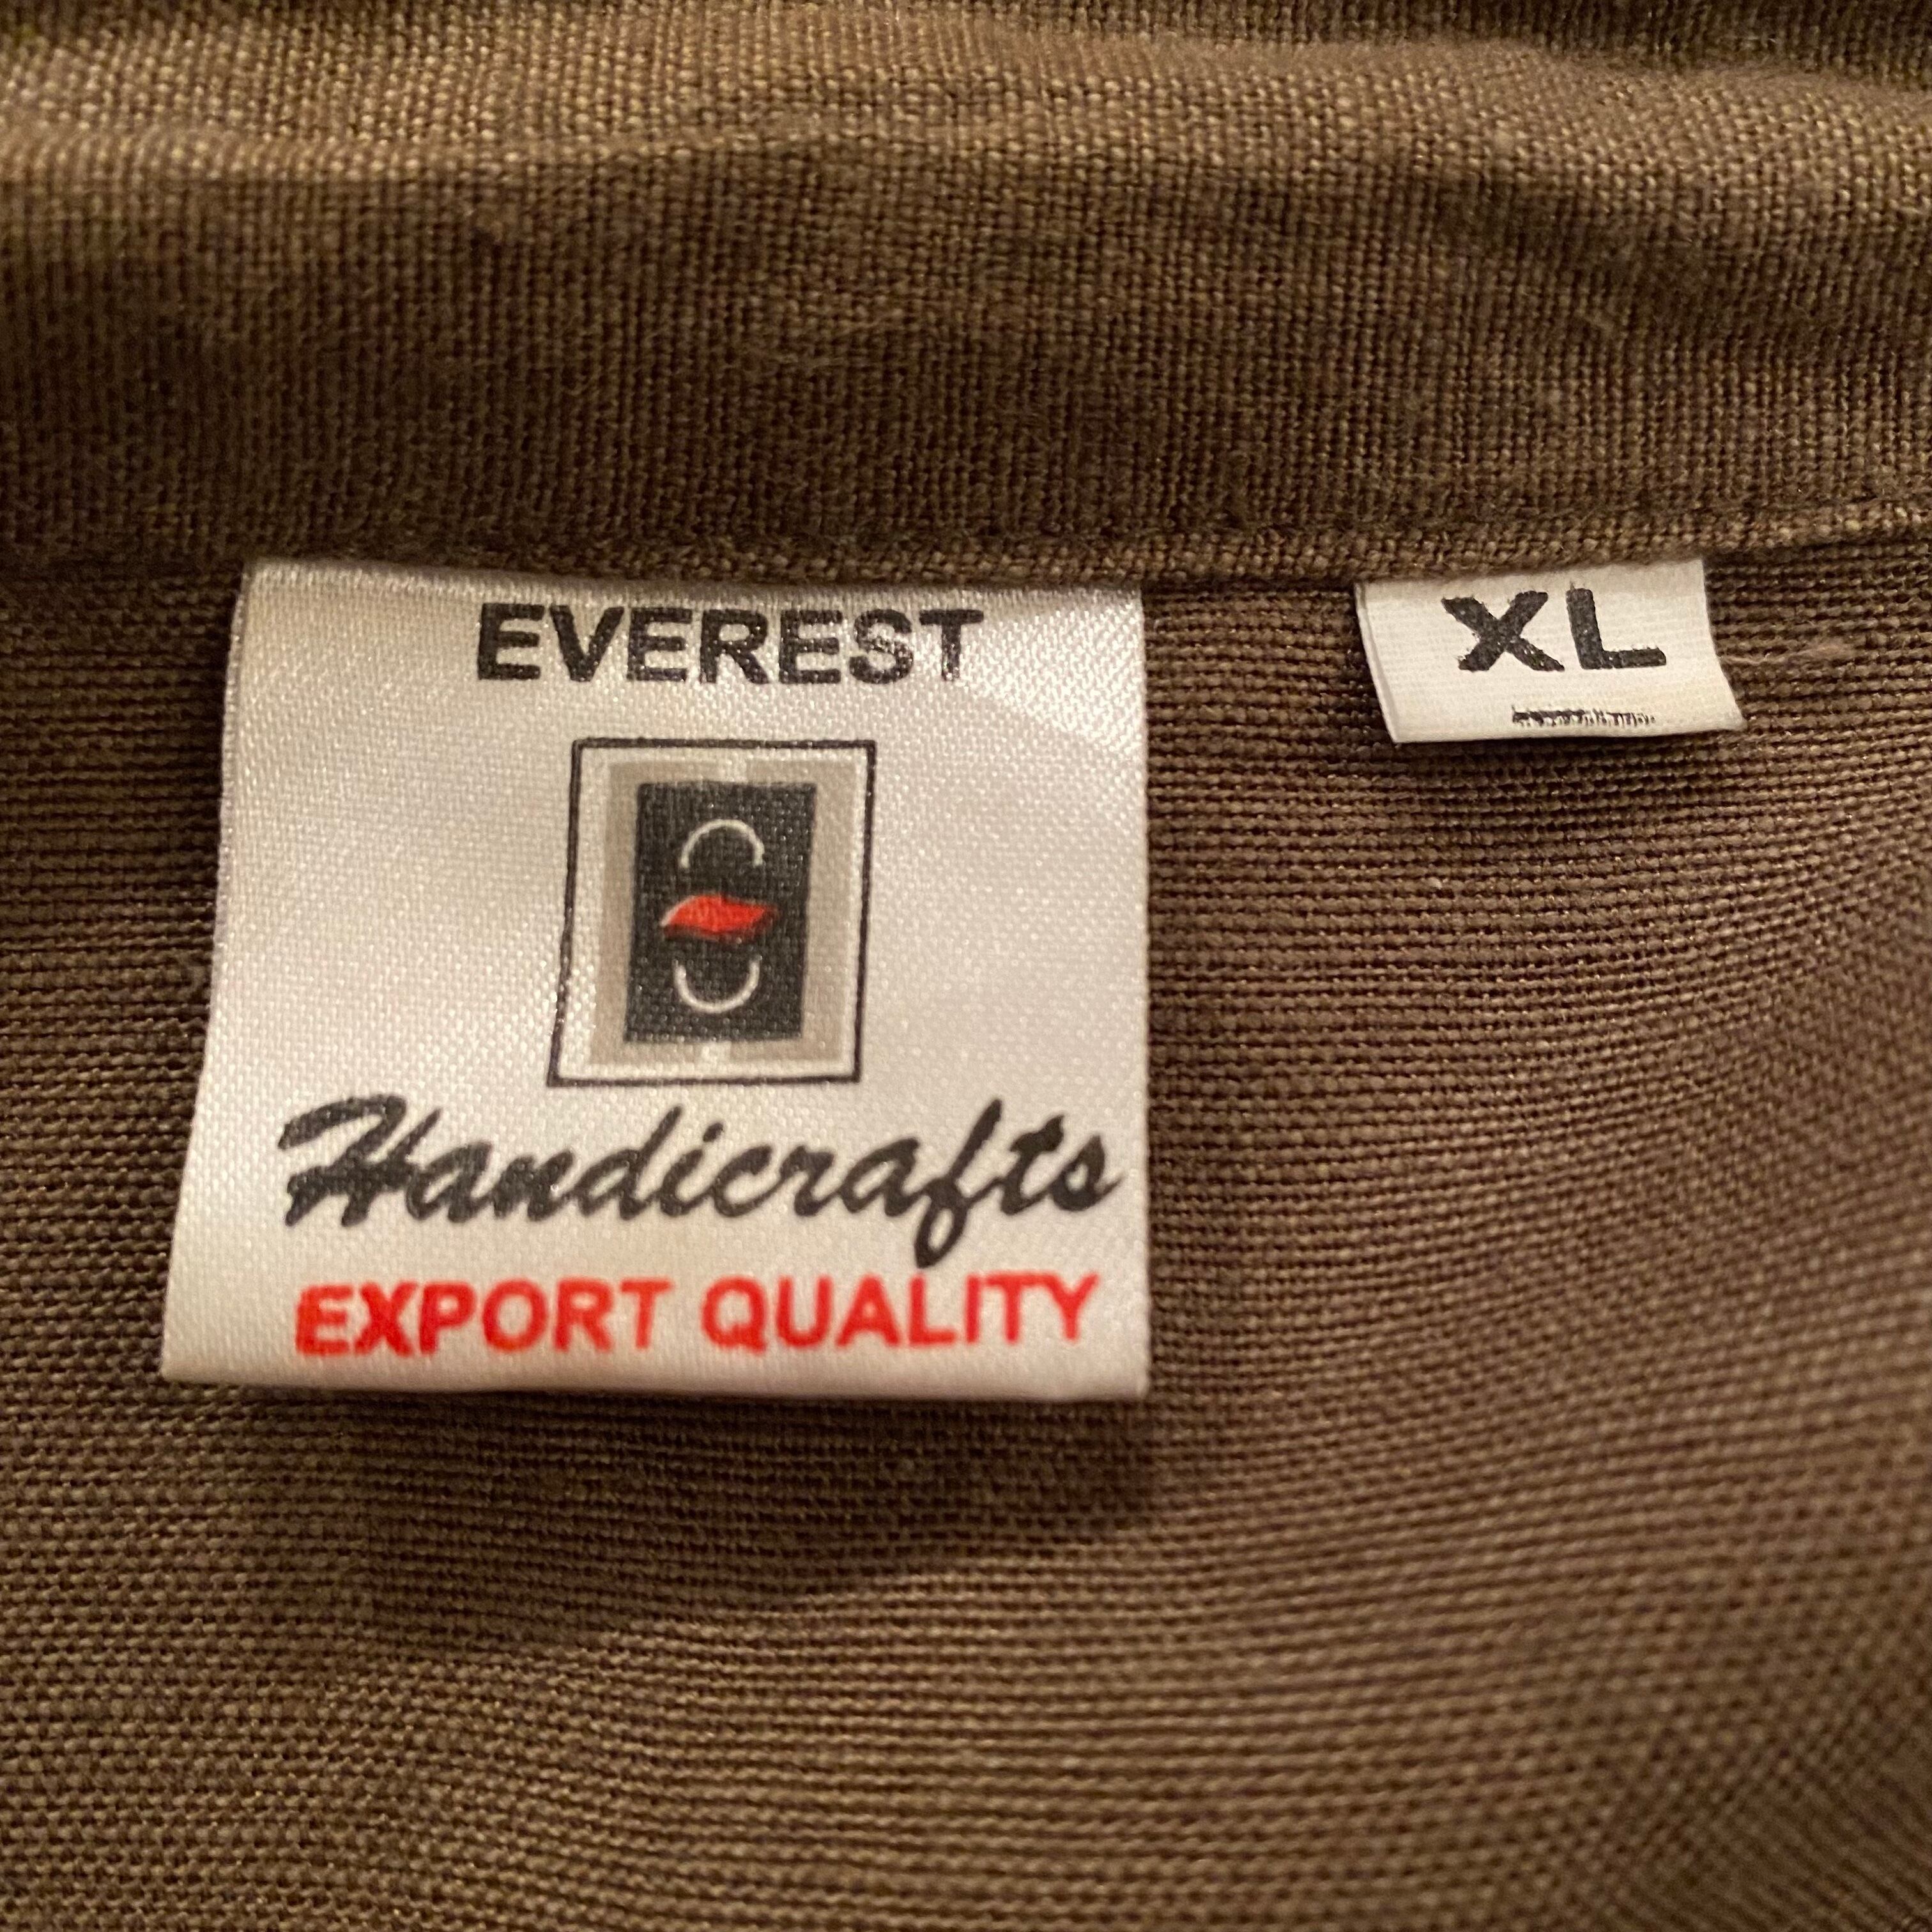 EVEREST
XL
Handicrafts
EXPORT QUALITY